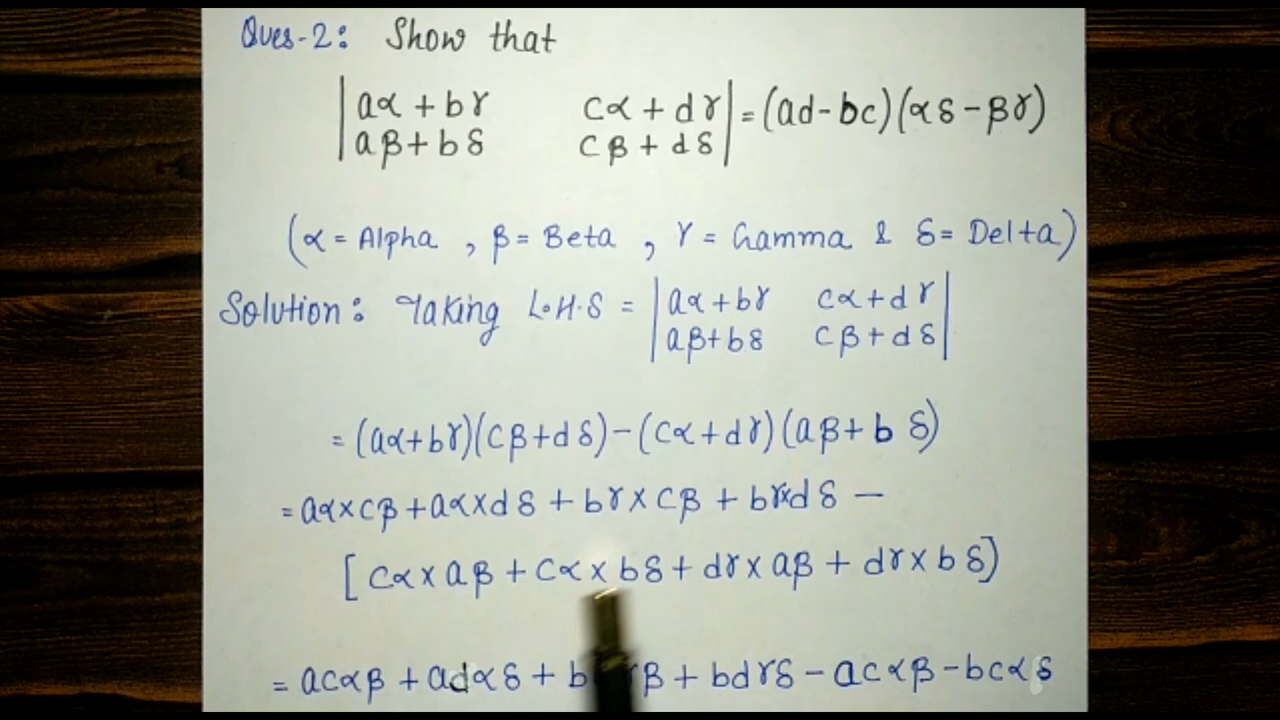 Ques-2: Show that
|aα + bγ cα + dγ| = (ad - bc)(αδ - βγ)
|aβ + bδ cβ + dδ|
(α = Alpha , β = Beta , γ = Gamma & δ = Delta)
Solution: Taking L.H.S = |aα + bγ cα + dγ|
|aβ + bδ cβ + dδ|
= (aα+bγ)(cβ+dδ) - (cα+dγ)(aβ+b δ)
= aα×cβ + aα×dδ + bγ×cβ + bγ×dδ —
[cα×aβ + cα×bδ + dγ×aβ + dγ×bδ]
= acαβ + adαδ + b γβ + bdγδ - acαβ - bcαδ